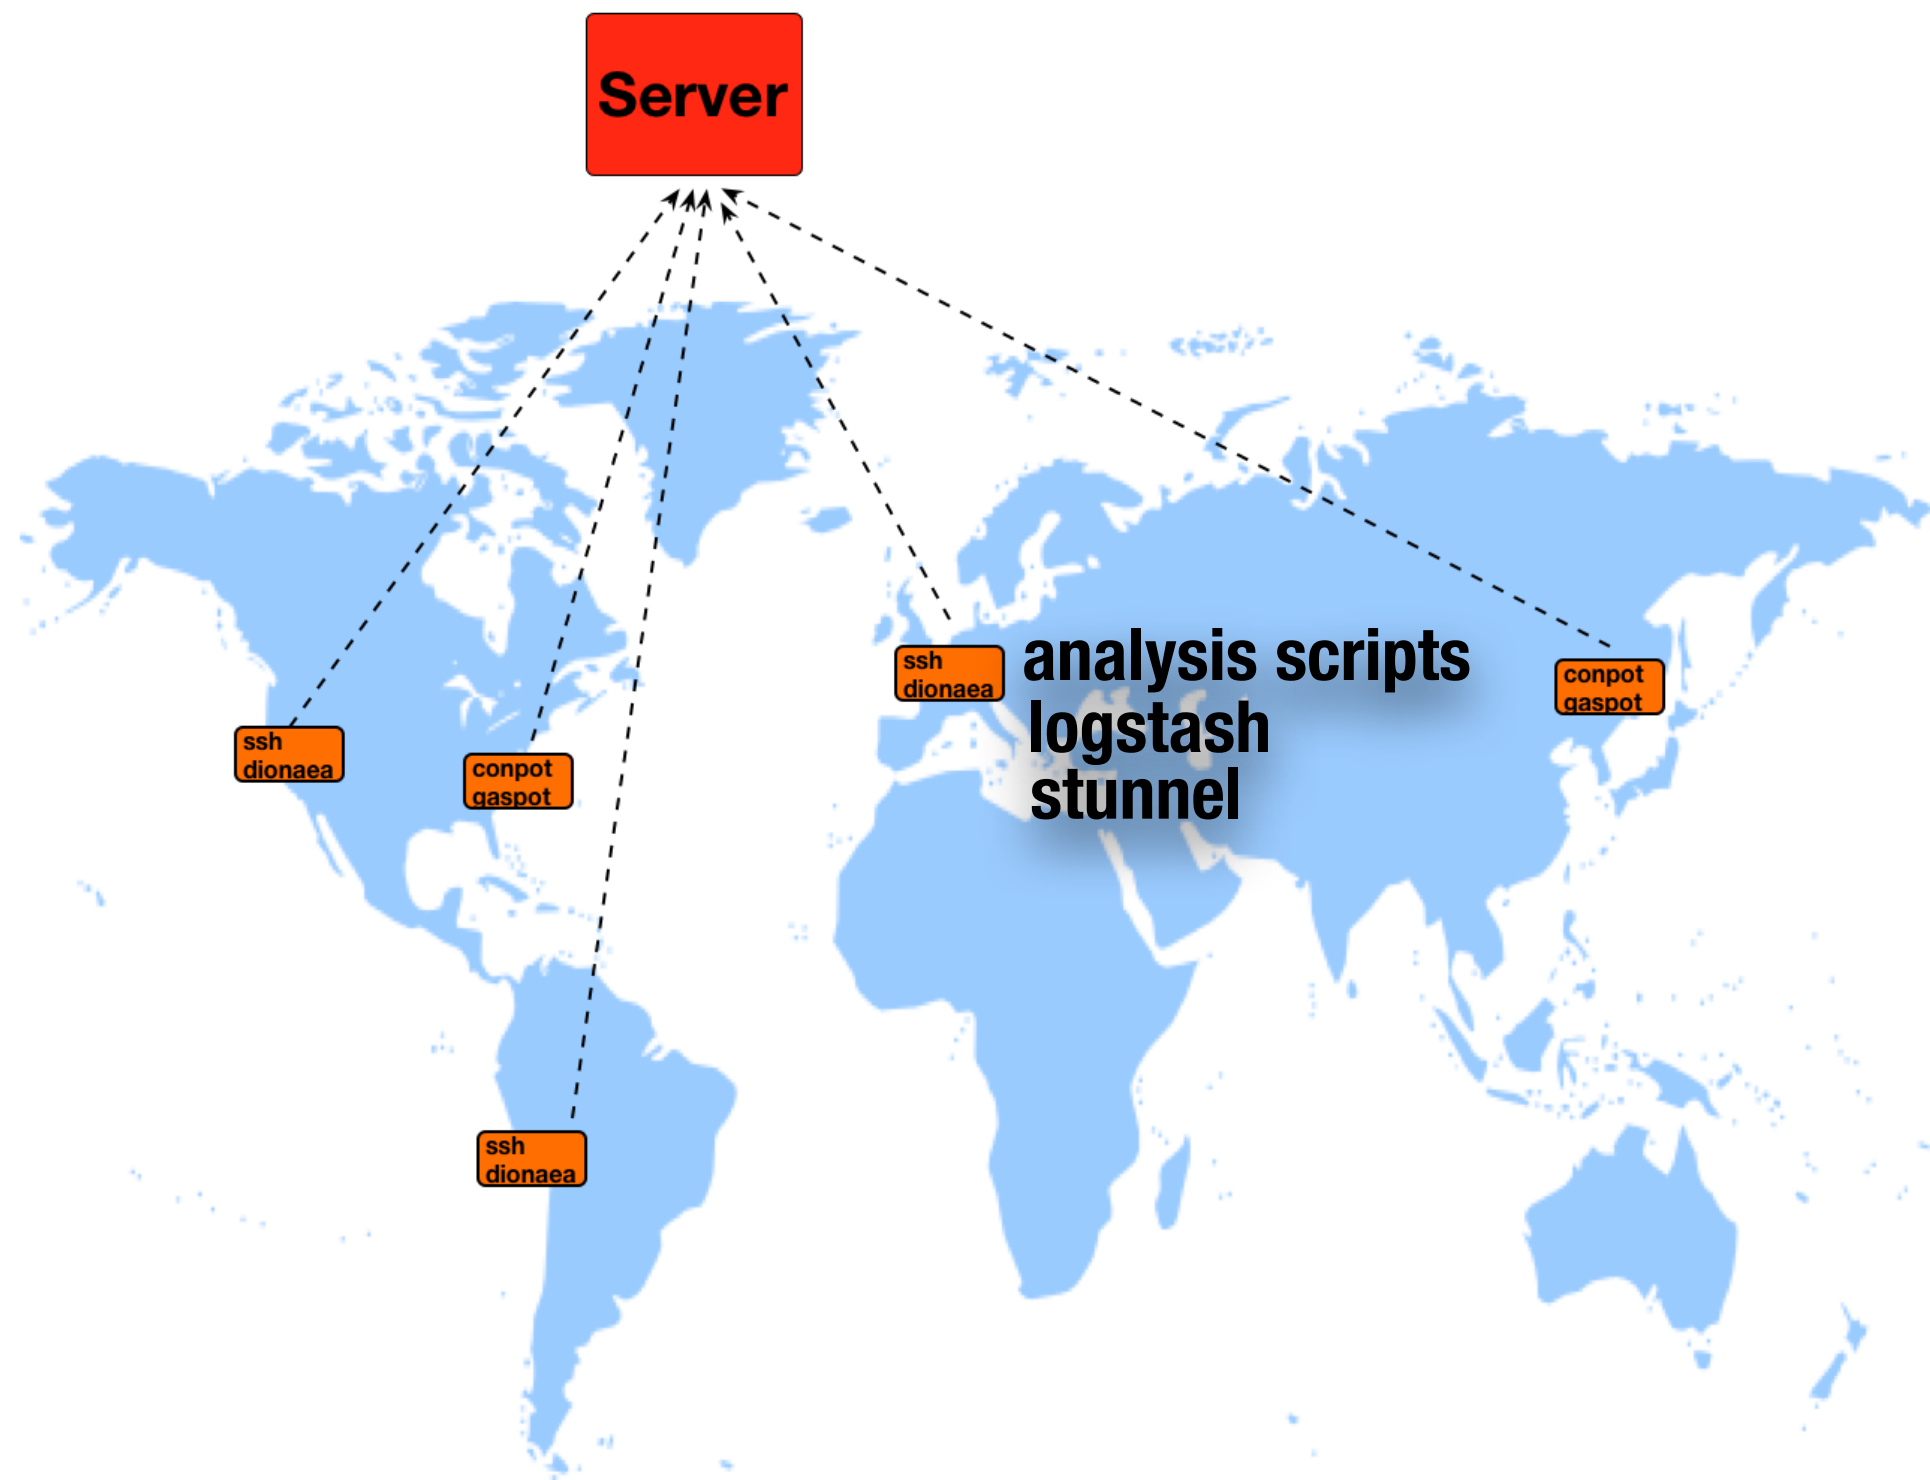 Server
ssh
dionaea
analysis scripts
logstash
stunnel
conpot
gaspot
ssh
dionaea
conpot
gaspot
ssh
dionaea